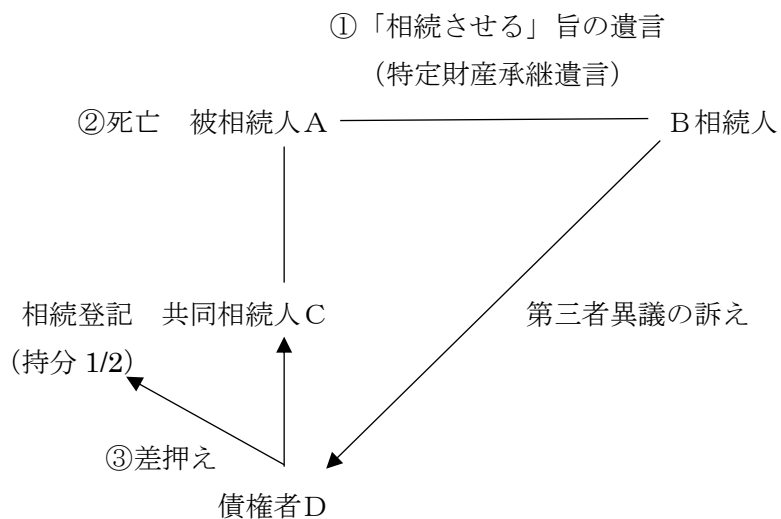 ①「相続させる」旨の遺言
（特定財産承継遺言）
②死亡　被相続人A　B相続人
相続登記　共同相続人C　第三者異議の訴え
（持分 1/2）
③差押え
債権者D